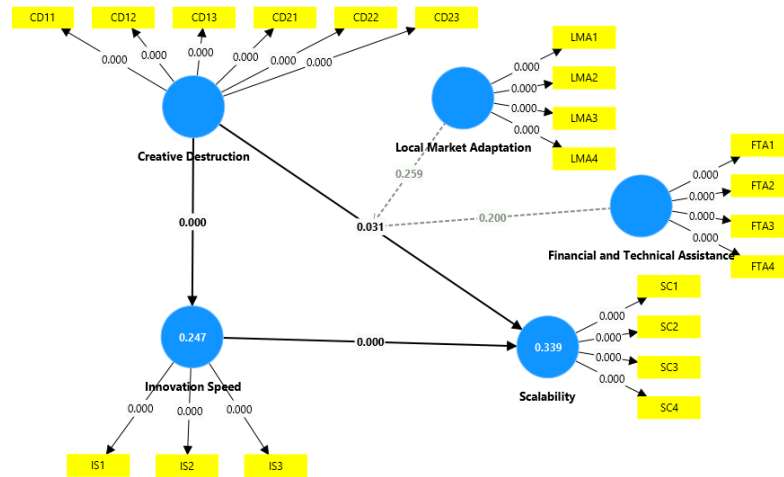 CD11 CD12 CD13 CD21 CD22 CD23
0.000 0.000 0.000 0.000 0.000 0.000
Creative Destruction
LMA1
LMA2
LMA3
LMA4
0.000
0.000
0.000
0.000
Local Market Adaptation
0.259
FTA1
FTA2
FTA3
FTA4
0.000
0.000
0.000
0.000
Financial and Technical Assistance
0.200
0.031
0.000
SC1
SC2
SC3
SC4
0.000
0.000
0.000
0.000
0.339
Scalability
0.000
0.247
Innovation Speed
0.000 0.000 0.000
IS1 IS2 IS3